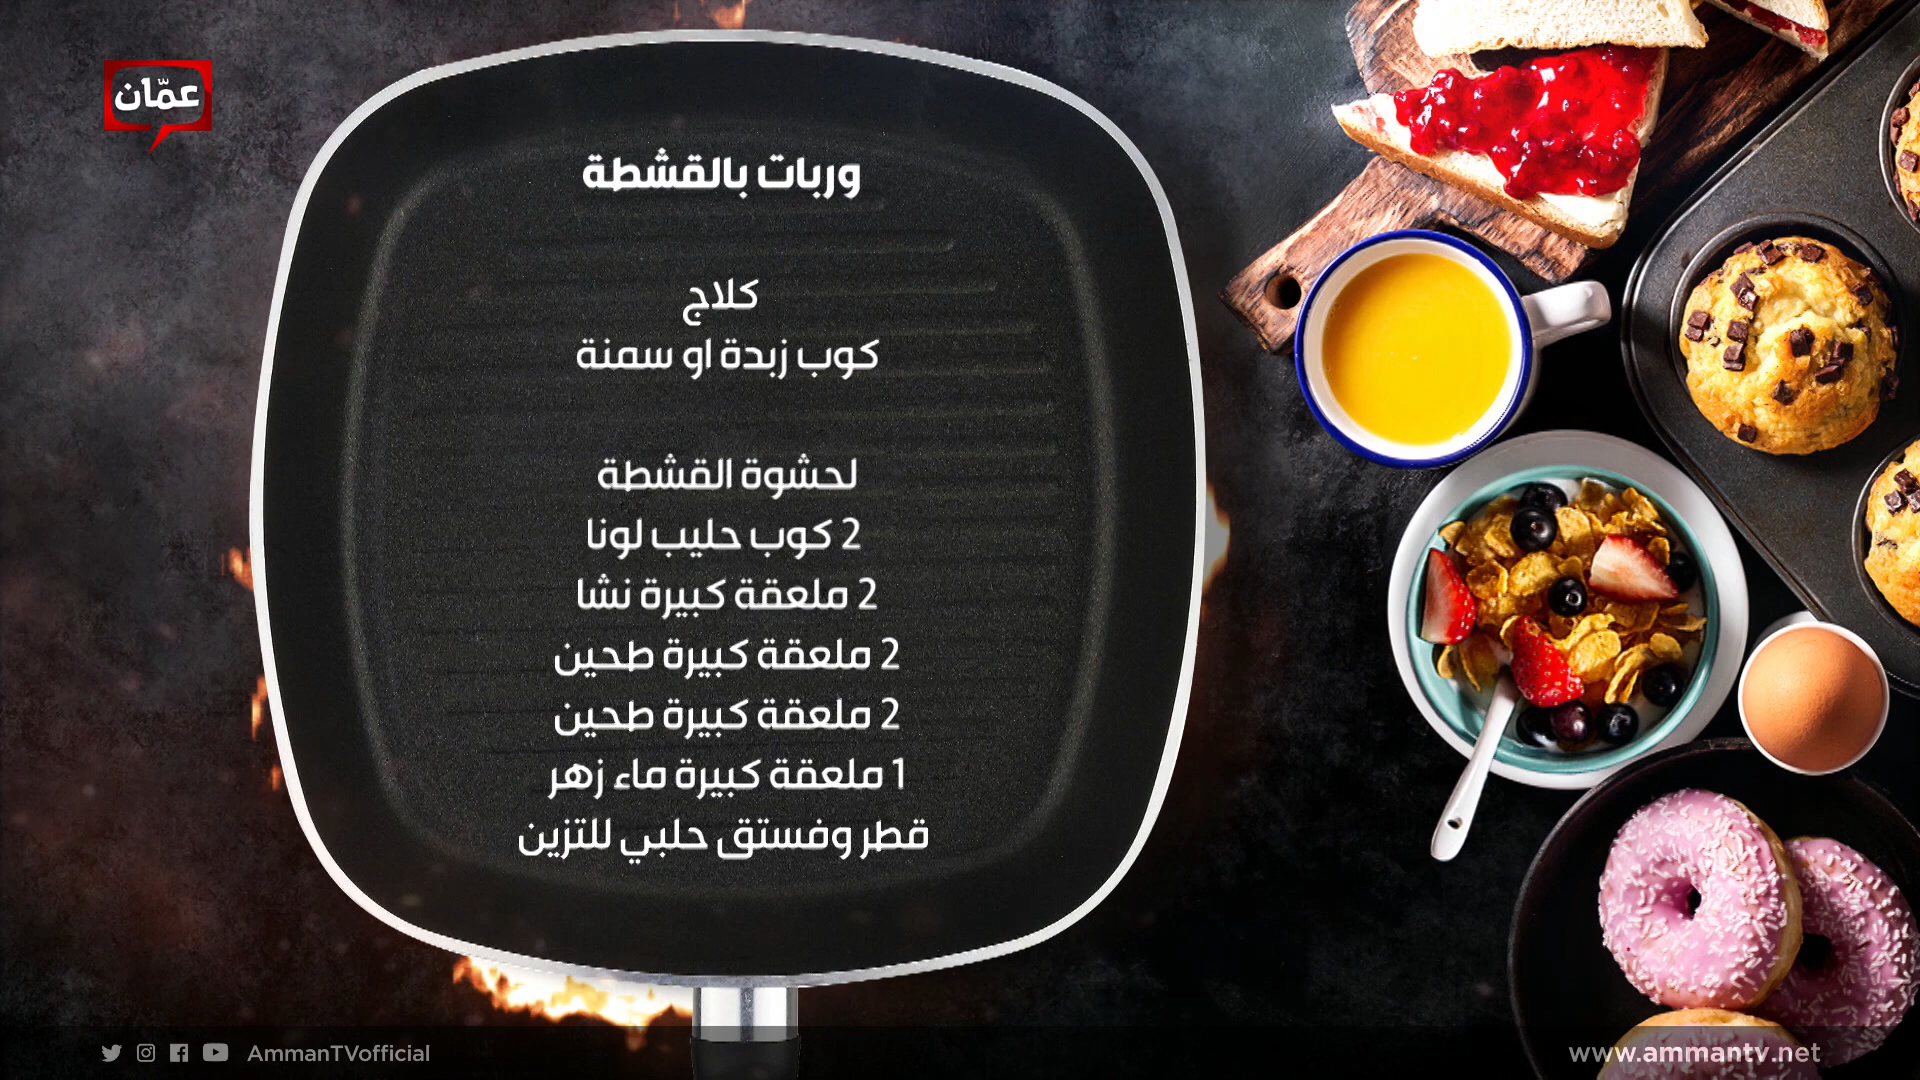 عمّان
وربات بالقشطة
كلاج
كوب زبدة او سمنة
لحشوة القشطة
2 كوب حليب لونا
2 ملعقة كبيرة نشا
2 ملعقة كبيرة طحين
2 ملعقة كبيرة طحين
1 ملعقة كبيرة ماء زهر
قطر وفستق حلبي للتزين
AmmanTVofficial
www.ammantv.net